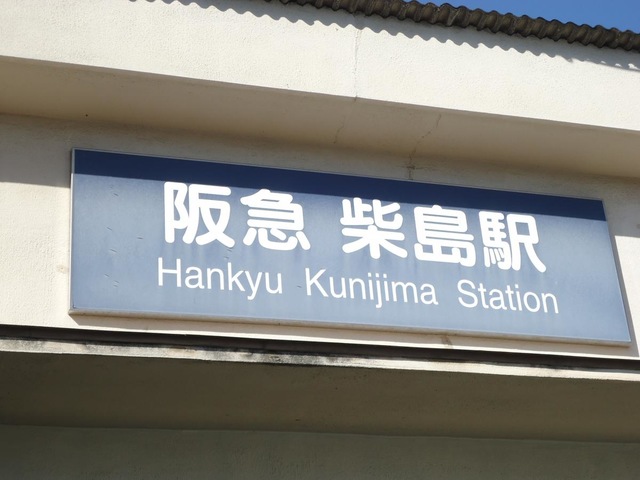 阪急 柴島駅
Hankyu Kunijima Station